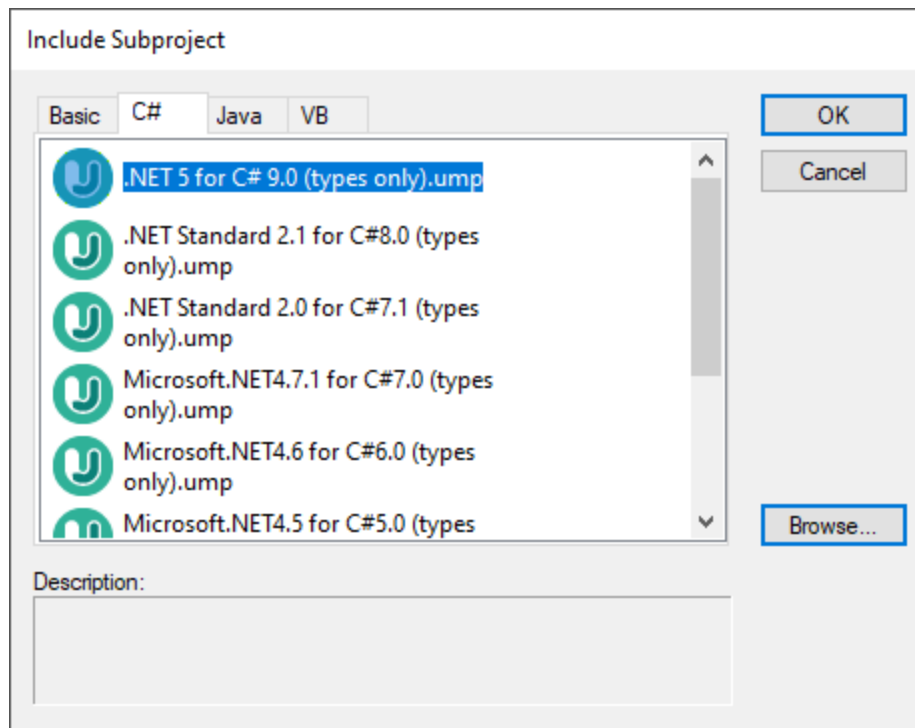 Include Subproject
Basic C# Java VB
OK
.NET 5 for C# 9.0 (types only).ump
Cancel
.NET Standard 2.1 for C#8.0 (types
only).ump
.NET Standard 2.0 for C#7.1 (types
only).ump
Microsoft.NET4.7.1 for C#7.0 (types
only).ump
Microsoft.NET4.6 for C#6.0 (types
only).ump
Microsoft.NET4.5 for C#5.0 (types
Browse...
Description: